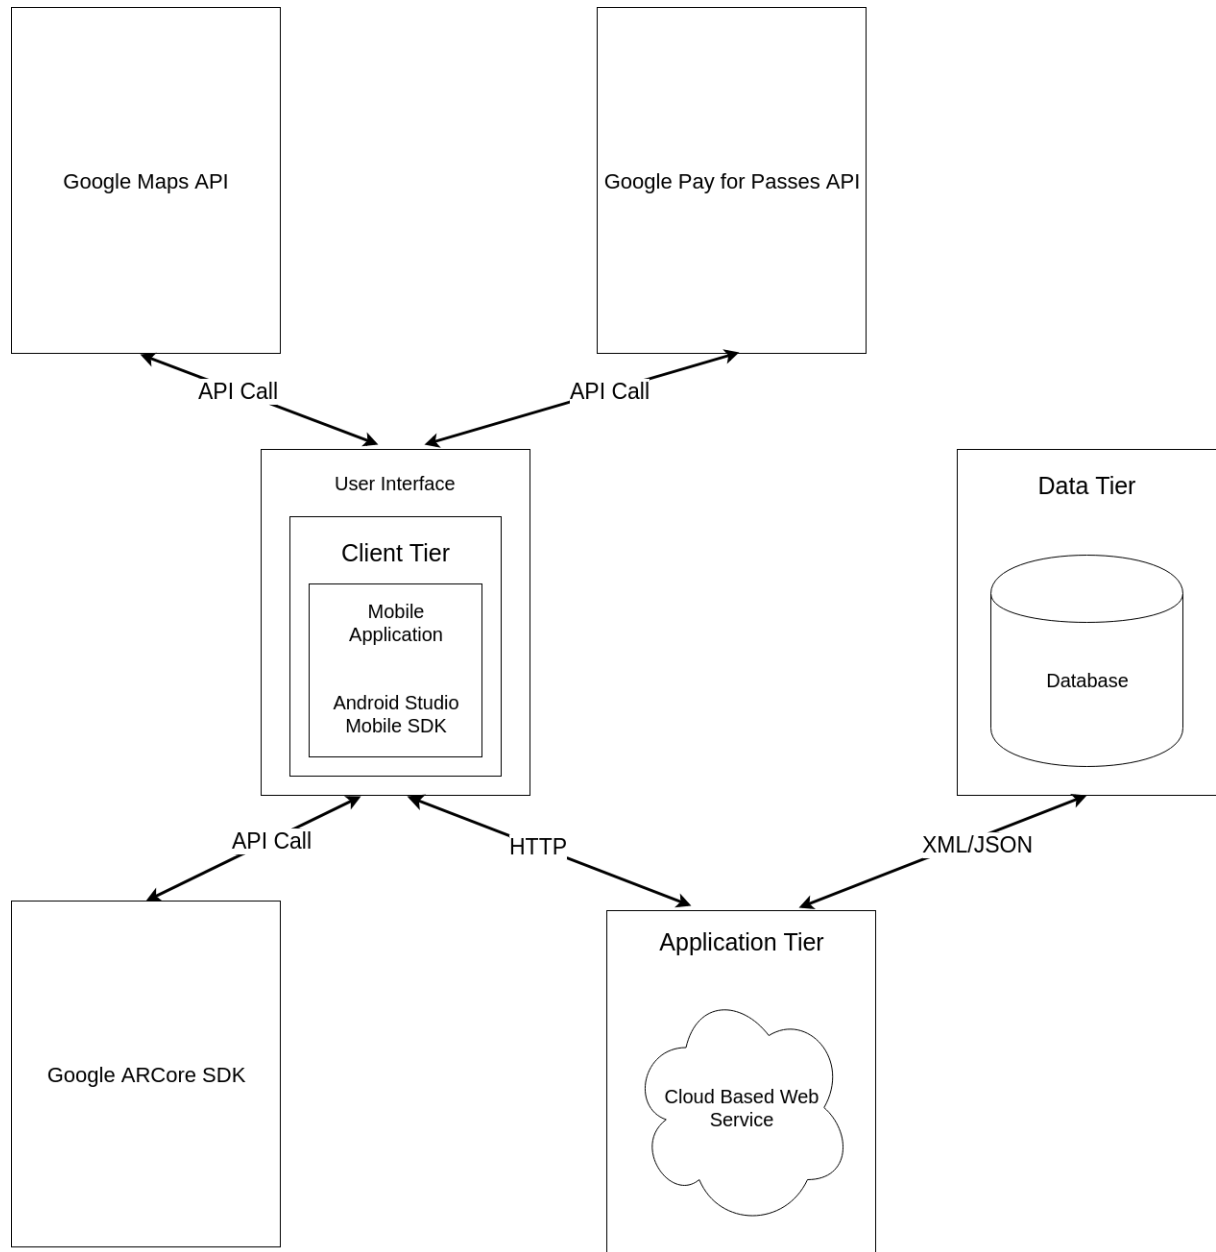 Google Maps API
Google Pay for Passes API
API Call
API Call
User Interface
Client Tier
Mobile
Application
Android Studio
Mobile SDK
Data Tier
Database
API Call
HTTP
XML/JSON
Google ARCore SDK
Application Tier
Cloud Based Web
Service